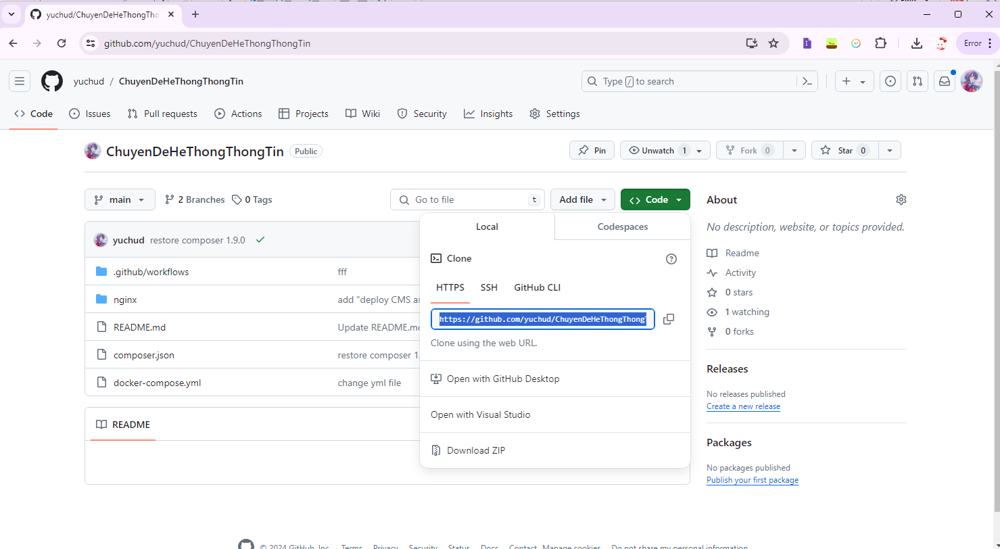 yuchud/ChuyenDeHeThongTho
github.com/yuchud/ChuyenDeHeThongThongTin
Error
yuchud / ChuyenDeHeThongThongTin
Type / to search
Code Issues Pull requests Actions Projects Wiki Security Insights Settings
ChuyenDeHeThongThongTin Public
Pin Unwatch 1 Fork 0 Star 0
main 2 Branches 0 Tags Go to file t Add file Code
About
No description, website, or topics provided.
Readme
Activity
0 stars
1 watching
0 forks
Releases
No releases published
Create a new release
Packages
No packages published
Publish your first package
yuchud restore composer 1.9.0
.github/workflows fff
nginx add "deploy CMS a
README.md Update README.m
composer.json restore composer 1.
docker-compose.yml change yml file
README
Local Codespaces
Clone
HTTPS SSH GitHub CLI
https://github.com/yuchud/ChuyenDeHeThongThong
Clone using the web URL.
Open with GitHub Desktop
Open with Visual Studio
Download ZIP
© 2024 GitHub, Inc. Terms Privacy Security Status Docs Contact Manage cookies Do not share my personal information